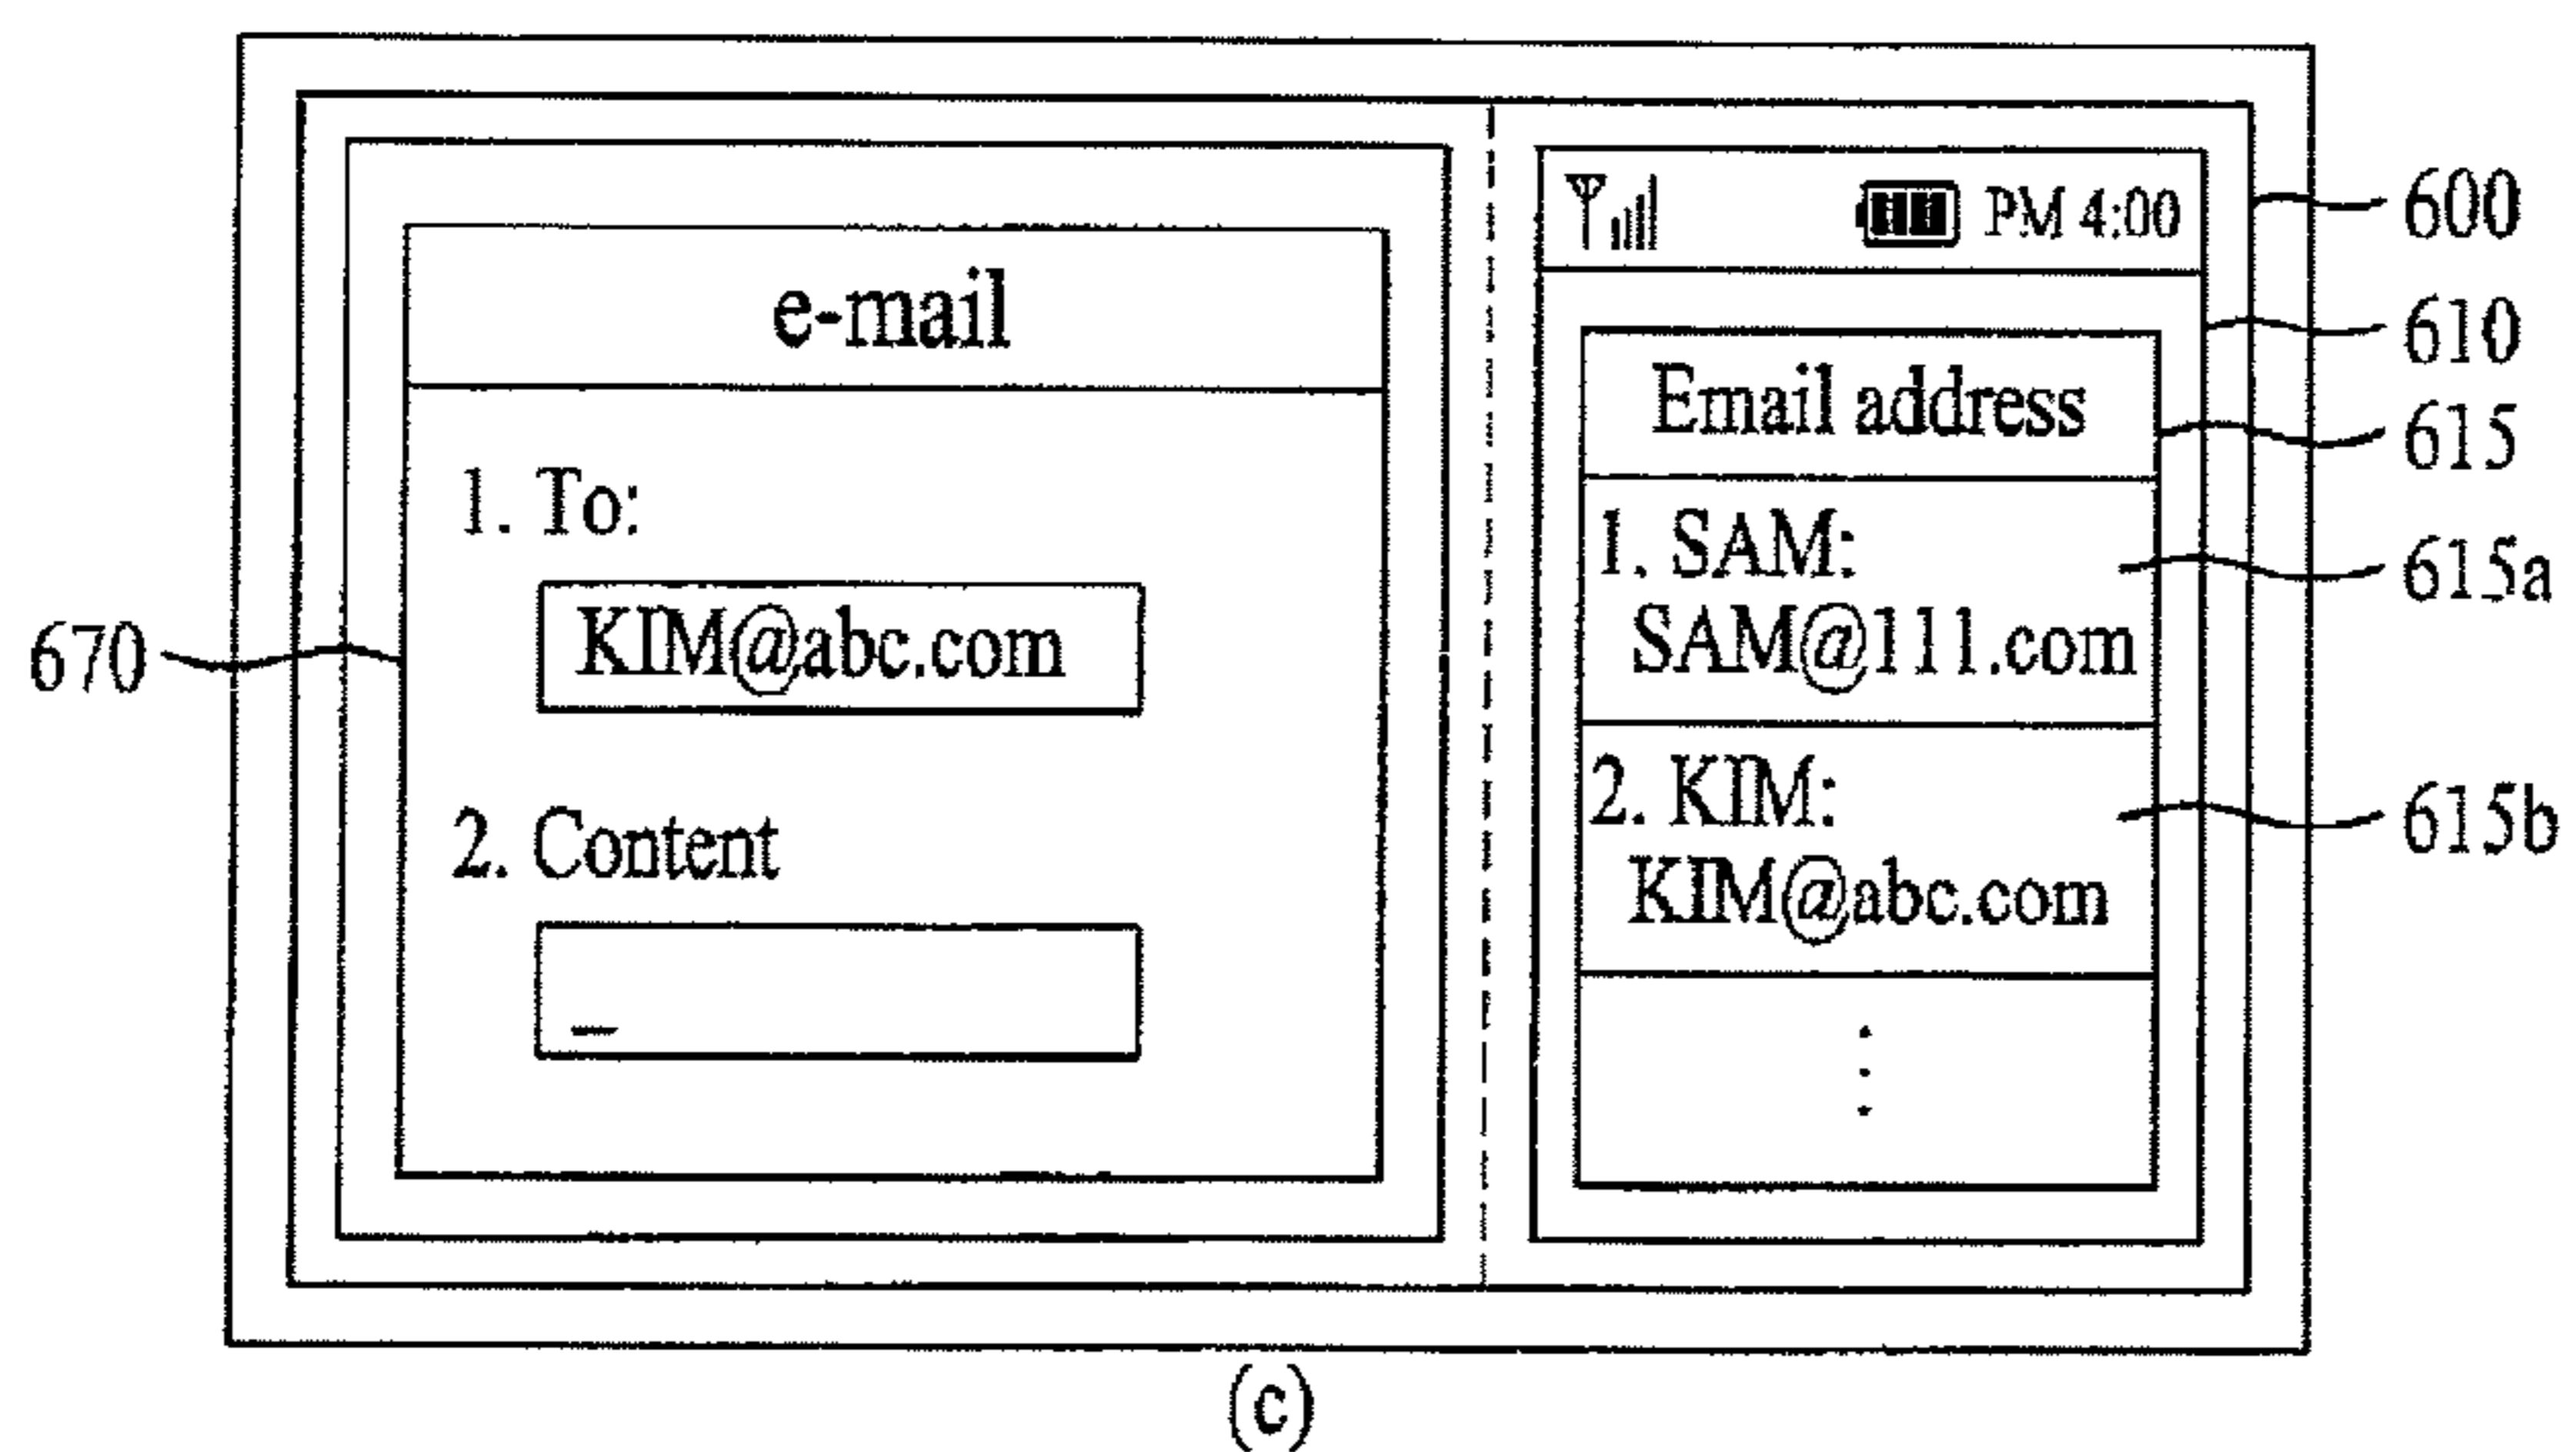 e-mail
1. To:
KIM@abc.com
2. Content
_
670
PM 4:00
Email address
1. SAM:
SAM@111.com
2. KIM:
KIM@abc.com
600
610
615
615a
615b
(c)